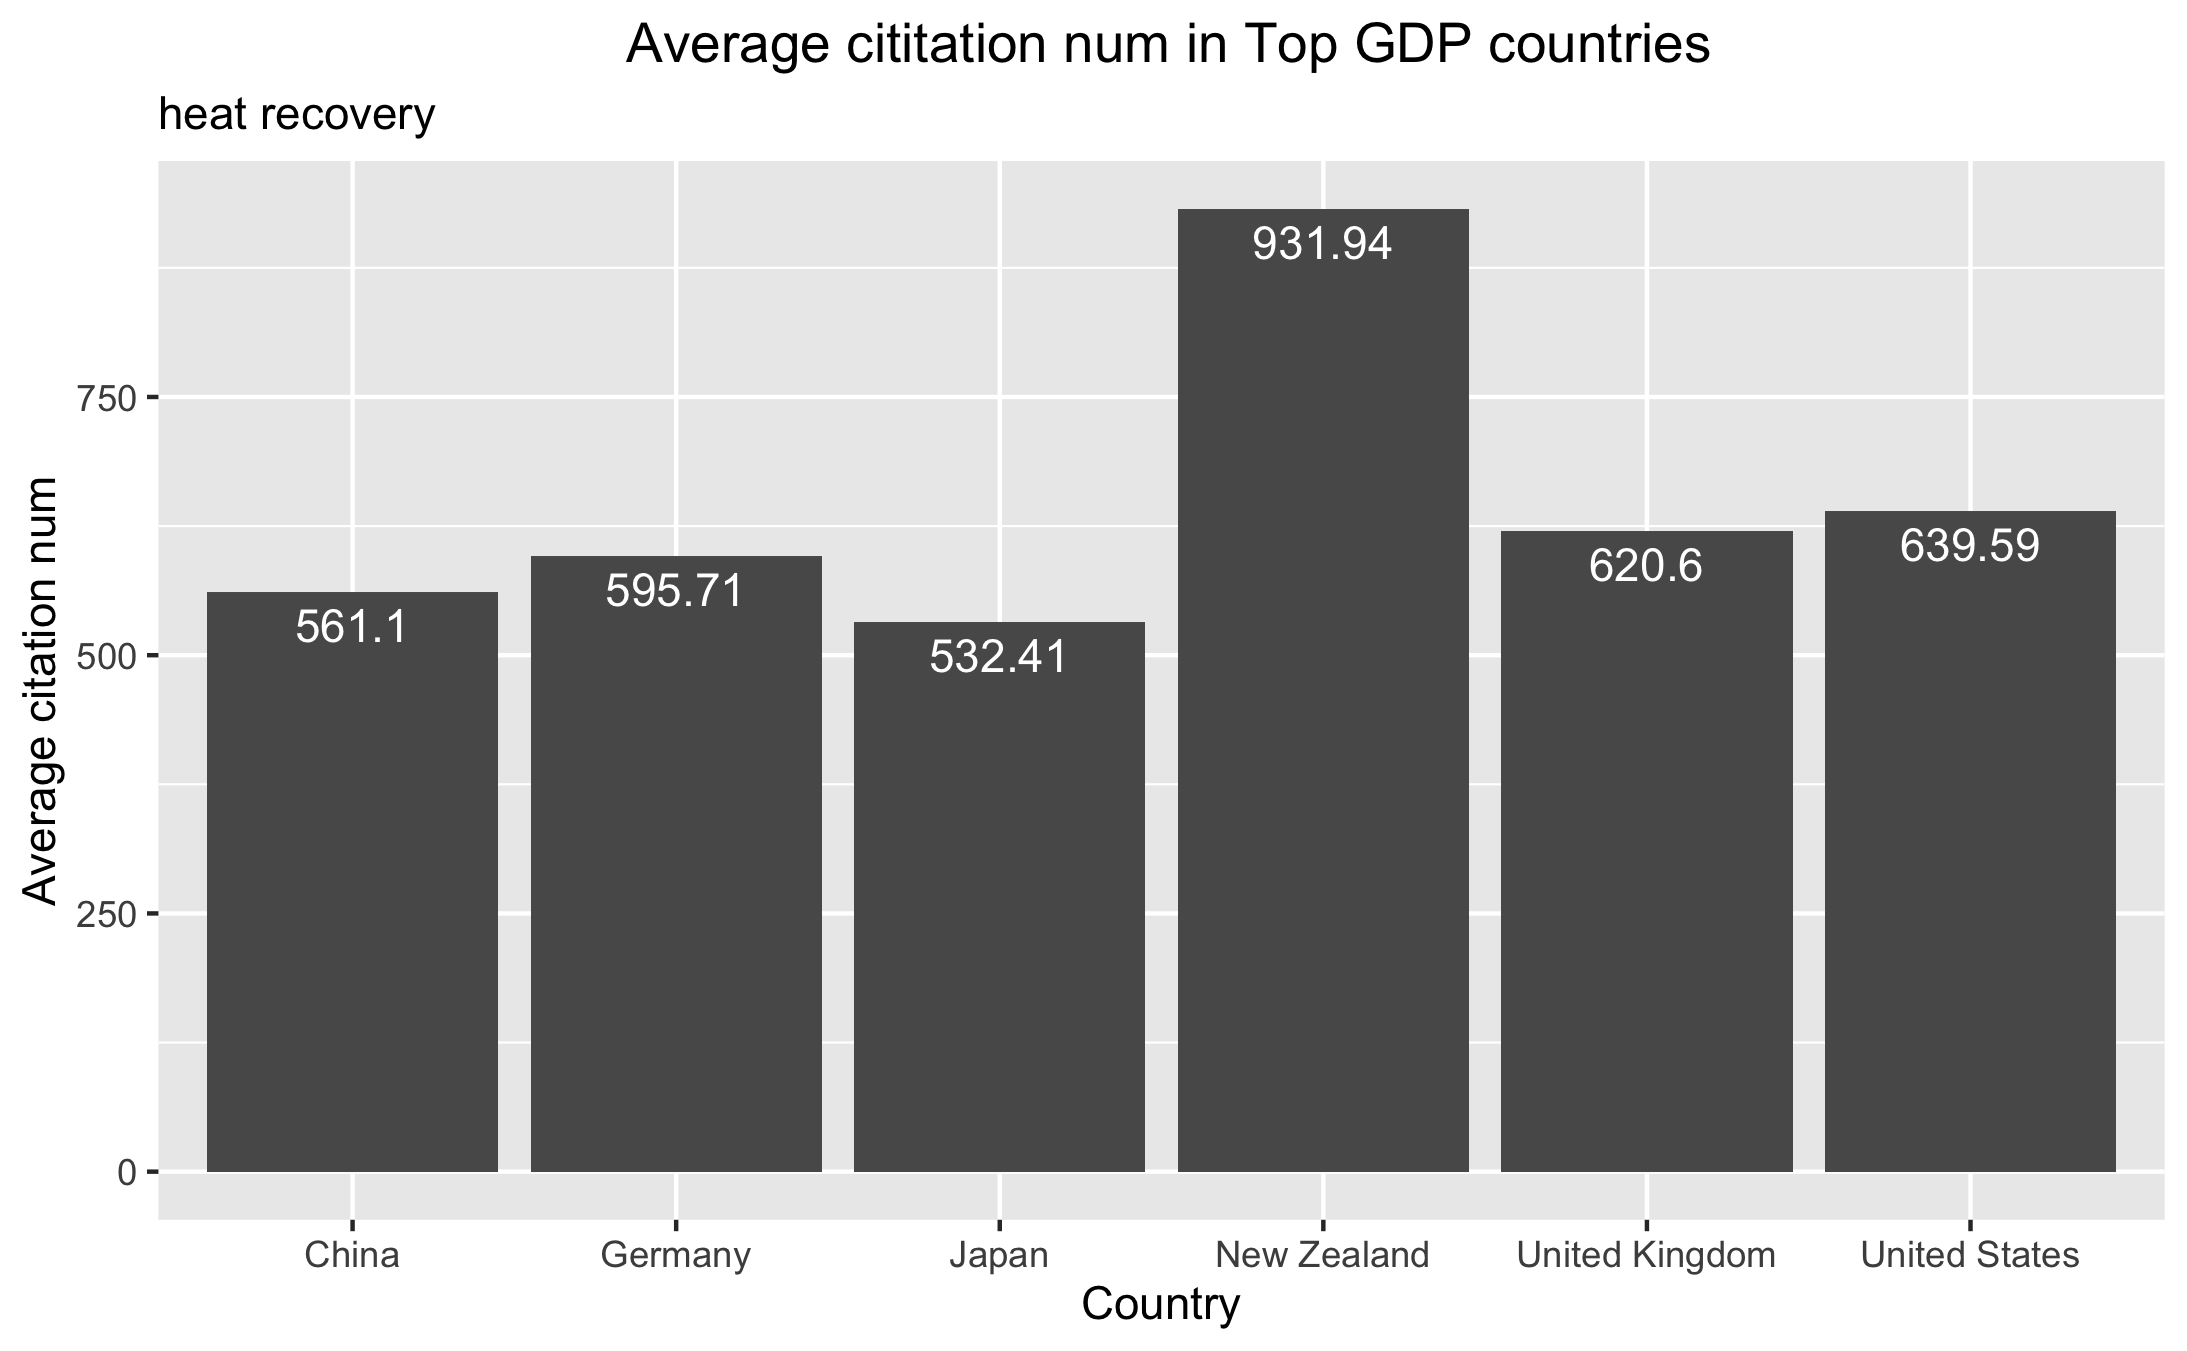 Average cititation num in Top GDP countries
heat recovery
Average citation num
750
500
250
0
561.1
595.71
532.41
931.94
620.6
639.59
China
Germany
Japan
New Zealand
United Kingdom
United States
Country